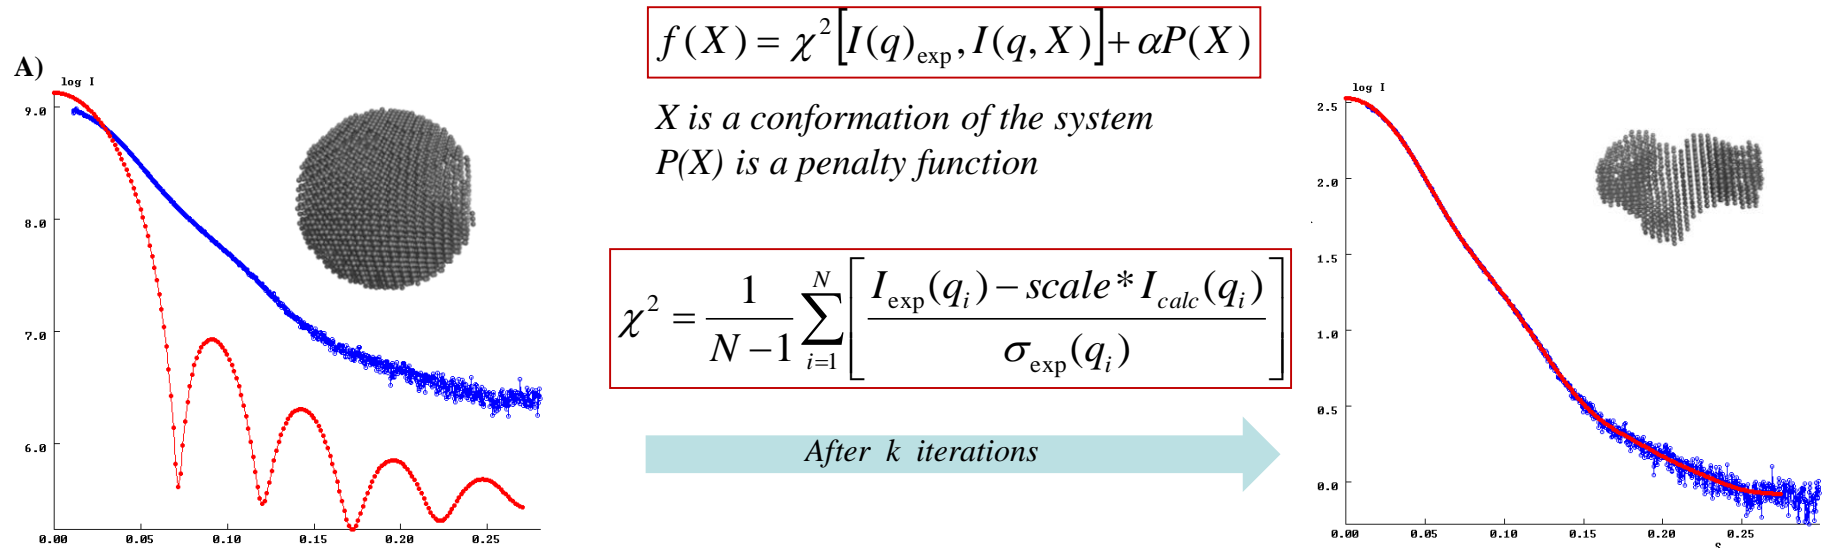 A)
log I
9.0
8.0
7.0
6.0
0.00 0.05 0.10 0.15 0.20 0.25
f(X) = χ²[I(q)exp, I(q, X)] + αP(X)
X is a conformation of the system
P(X) is a penalty function
χ² = 1/(N−1) ∑_{i=1}^{N} [(Iexp(qi) − scale*Icalc(qi))/σexp(qi)]
After k iterations
log I
2.5
2.0
1.5
1.0
0.5
0.0
0.00 0.05 0.10 0.15 0.20 0.25
s